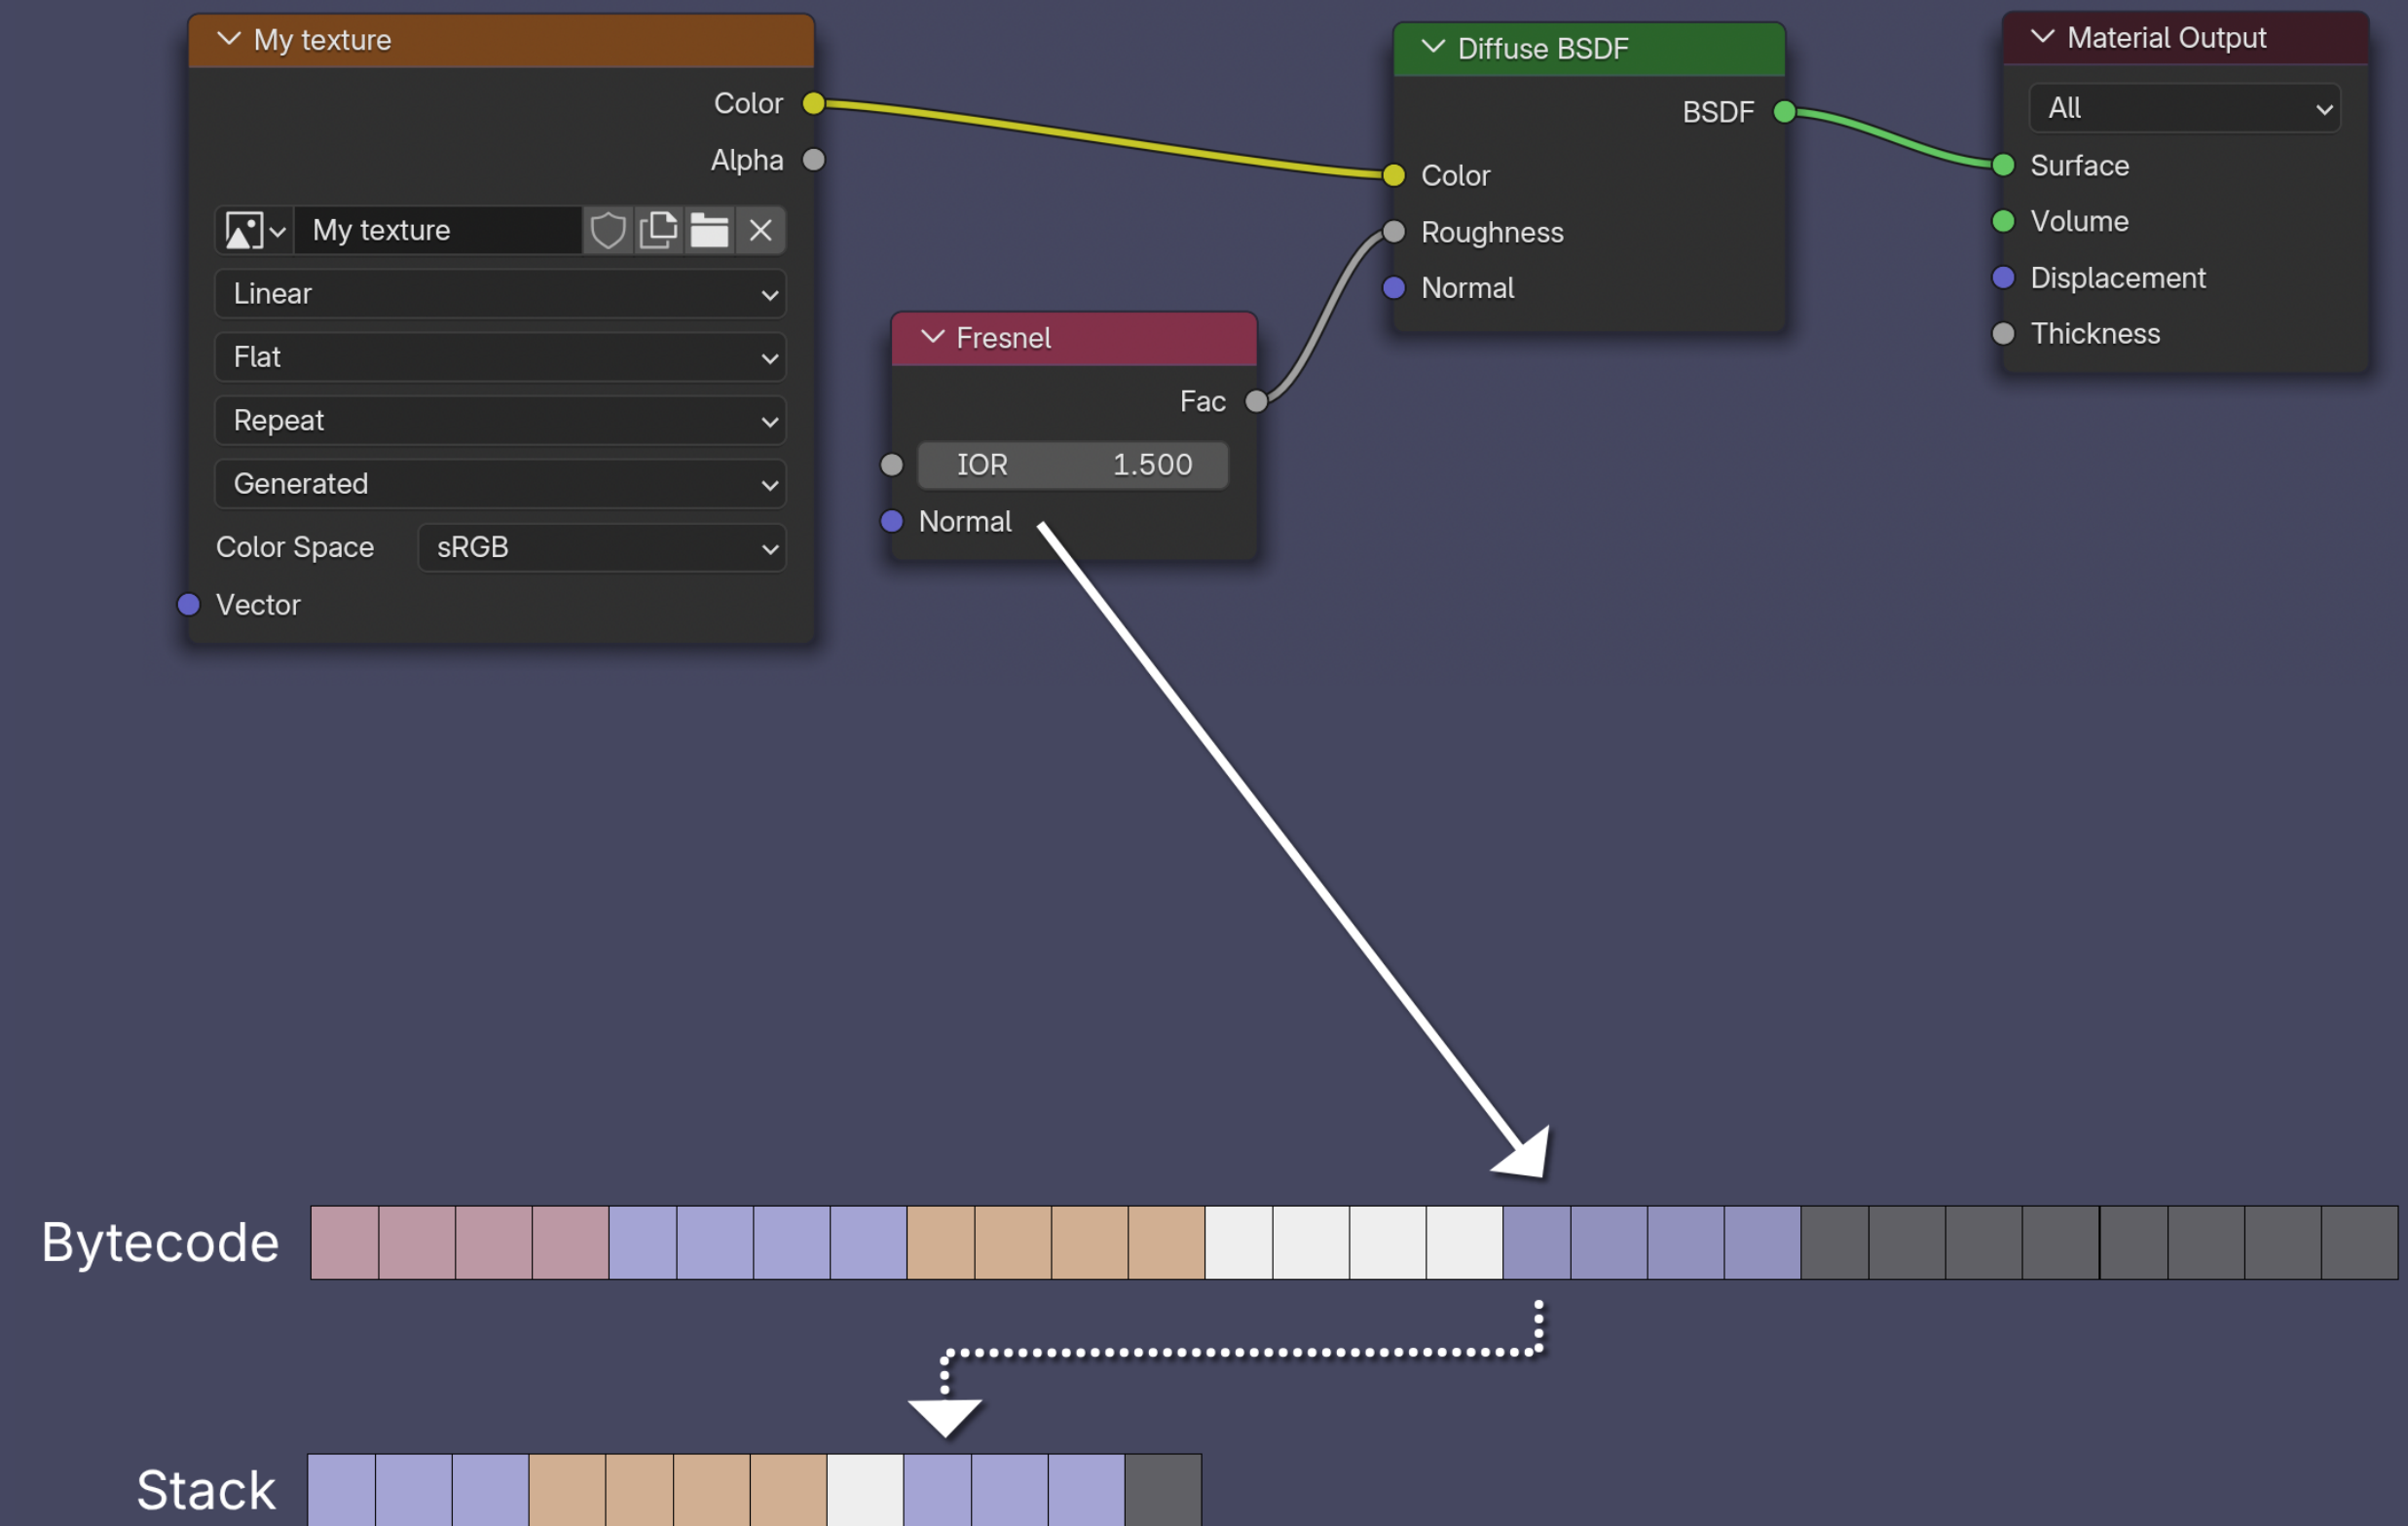 My texture
Color
Alpha
My texture
Linear
Flat
Repeat
Generated
Color Space sRGB
Vector
Fresnel
Fac
IOR 1.500
Normal
Diffuse BSDF
BSDF
Color
Roughness
Normal
Material Output
All
Surface
Volume
Displacement
Thickness
Bytecode
Stack